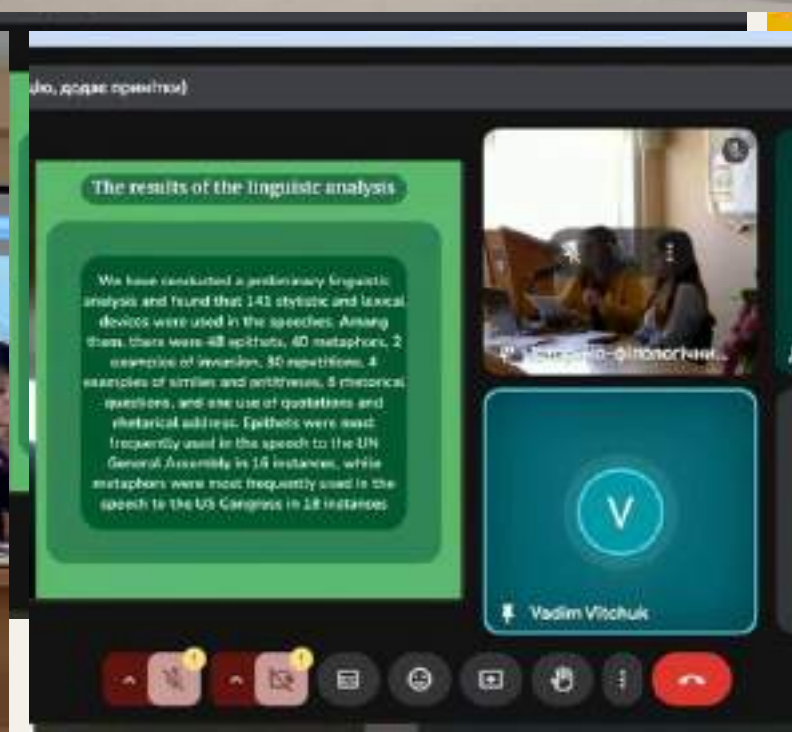 додає примітки)
The results of the linguistic analysis
We have conducted a preliminary linguistic
analysis and found that 141 stylistic and lexical
devices were used in the speeches. Among
them, there were 48 epithets, 40 metaphors, 2
examples of inversion, 30 repetitions, 4
examples of similes and antitheses, 6 rhetorical
questions, and one use of quotations and
rhetorical address. Epithets were most
frequently used in the speech to the UN
General Assembly in 16 instances, while
metaphors were most frequently used in the
speech to the US Congress in 18 instances
V
Vadim Vitchuk